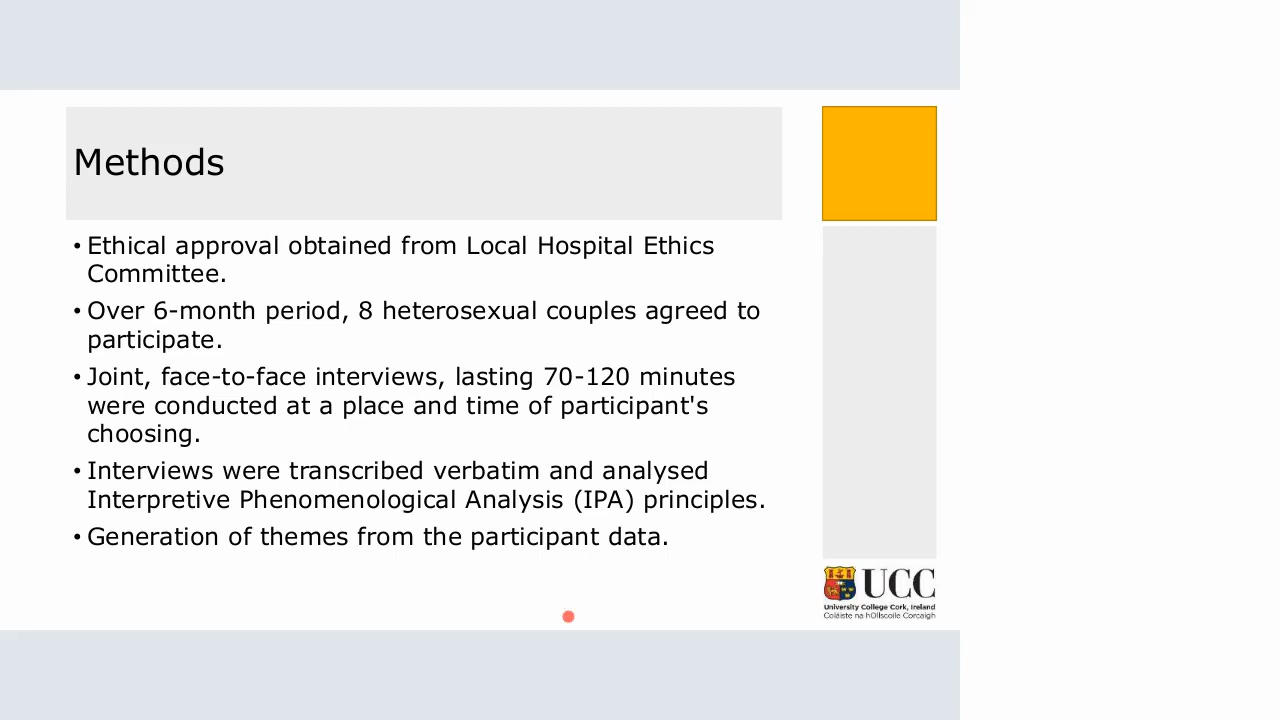 Methods
• Ethical approval obtained from Local Hospital Ethics
Committee.
• Over 6-month period, 8 heterosexual couples agreed to
participate.
• Joint, face-to-face interviews, lasting 70-120 minutes
were conducted at a place and time of participant's
choosing.
• Interviews were transcribed verbatim and analysed
Interpretive Phenomenological Analysis (IPA) principles.
• Generation of themes from the participant data.
UCC
University College Cork, Ireland
Coláiste na hOllscoile Corcaigh